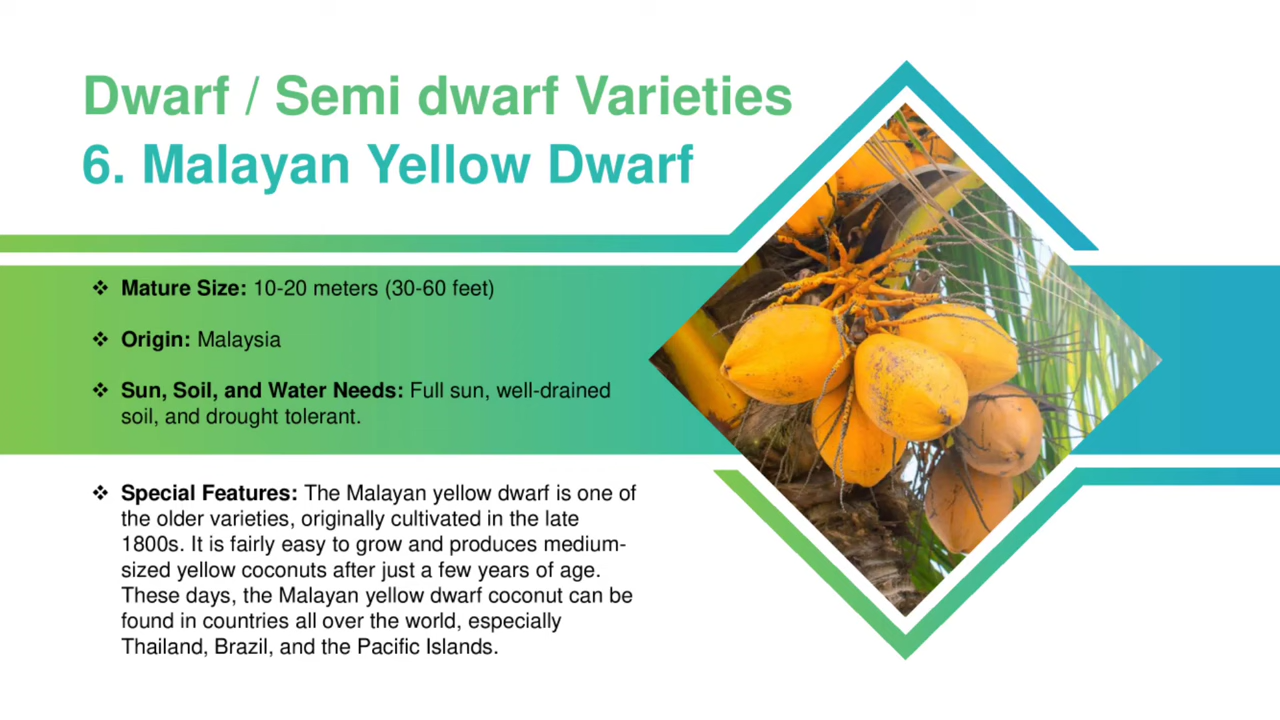 Dwarf / Semi dwarf Varieties
6. Malayan Yellow Dwarf
❖ Mature Size: 10-20 meters (30-60 feet)
❖ Origin: Malaysia
❖ Sun, Soil, and Water Needs: Full sun, well-drained
soil, and drought tolerant.
❖ Special Features: The Malayan yellow dwarf is one of
the older varieties, originally cultivated in the late
1800s. It is fairly easy to grow and produces medium-
sized yellow coconuts after just a few years of age.
These days, the Malayan yellow dwarf coconut can be
found in countries all over the world, especially
Thailand, Brazil, and the Pacific Islands.